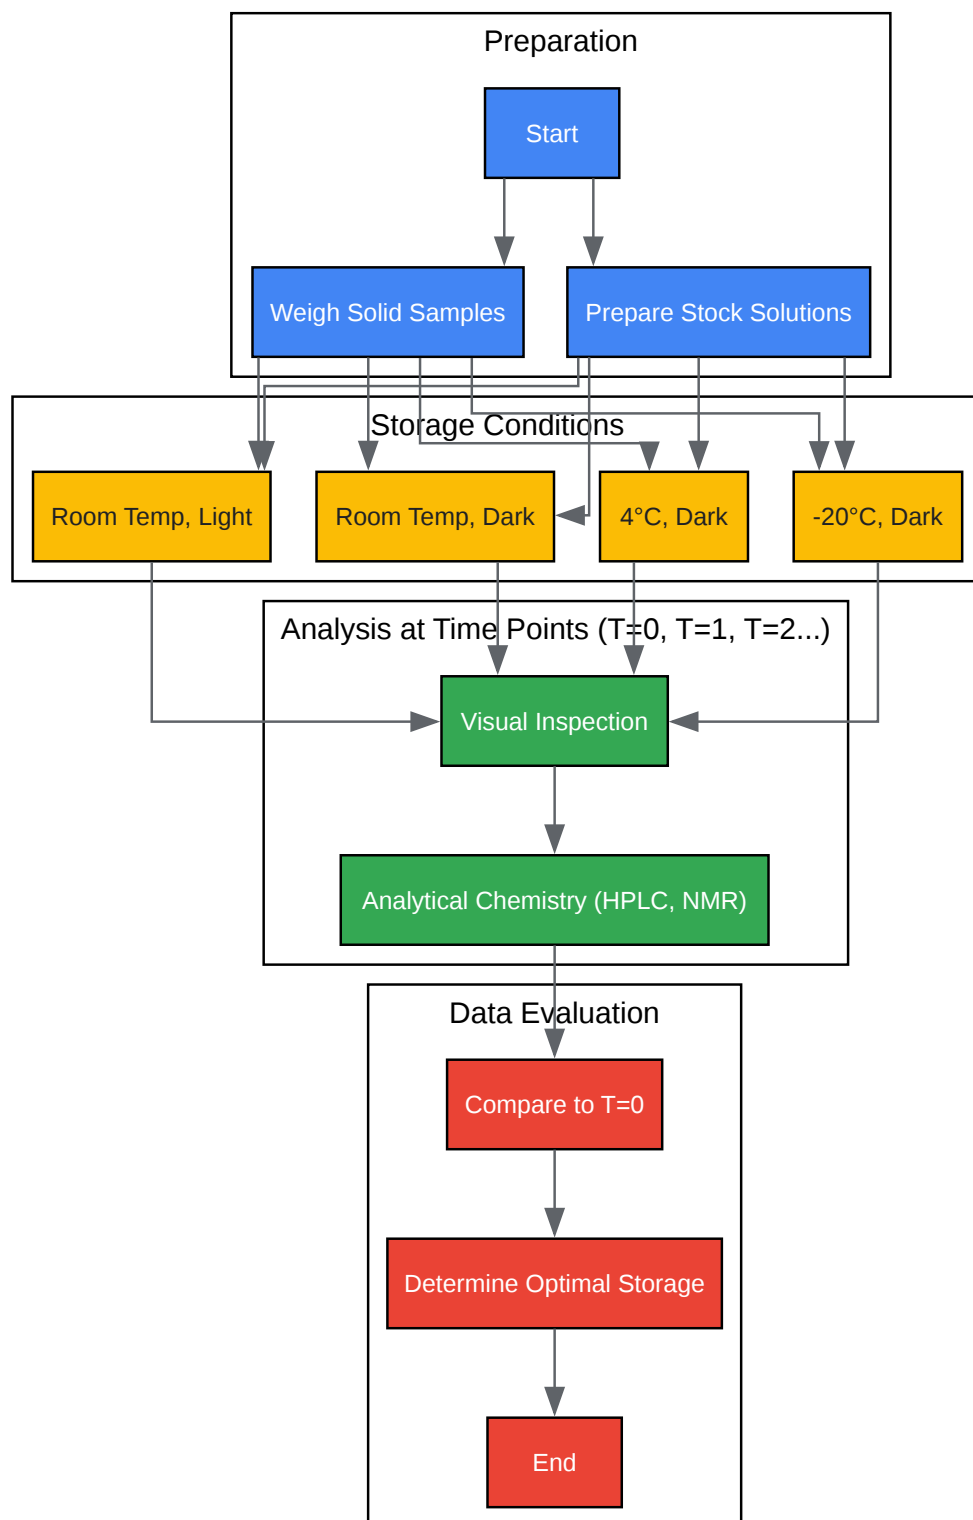 Preparation
Start
Weigh Solid Samples
Prepare Stock Solutions
Storage Conditions
Room Temp, Light
Room Temp, Dark
4°C, Dark
-20°C, Dark
Analysis at Time Points (T=0, T=1, T=2...)
Visual Inspection
Analytical Chemistry (HPLC, NMR)
Data Evaluation
Compare to T=0
Determine Optimal Storage
End